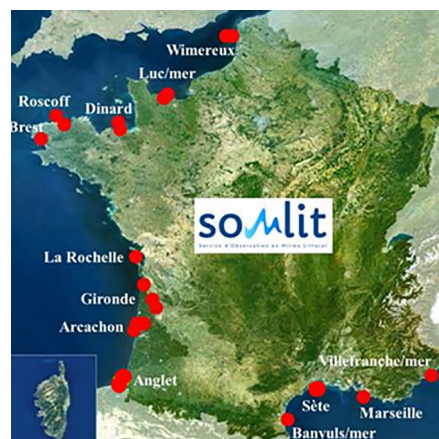 Wimereux
Luc/mer
Roscoff
Dinard
Brest
somlit
Service d'Observation en Milieu Littoral
La Rochelle
Gironde
Arcachon
Villefranche/mer
Anglet
Sète
Marseille
Banyuls/mer